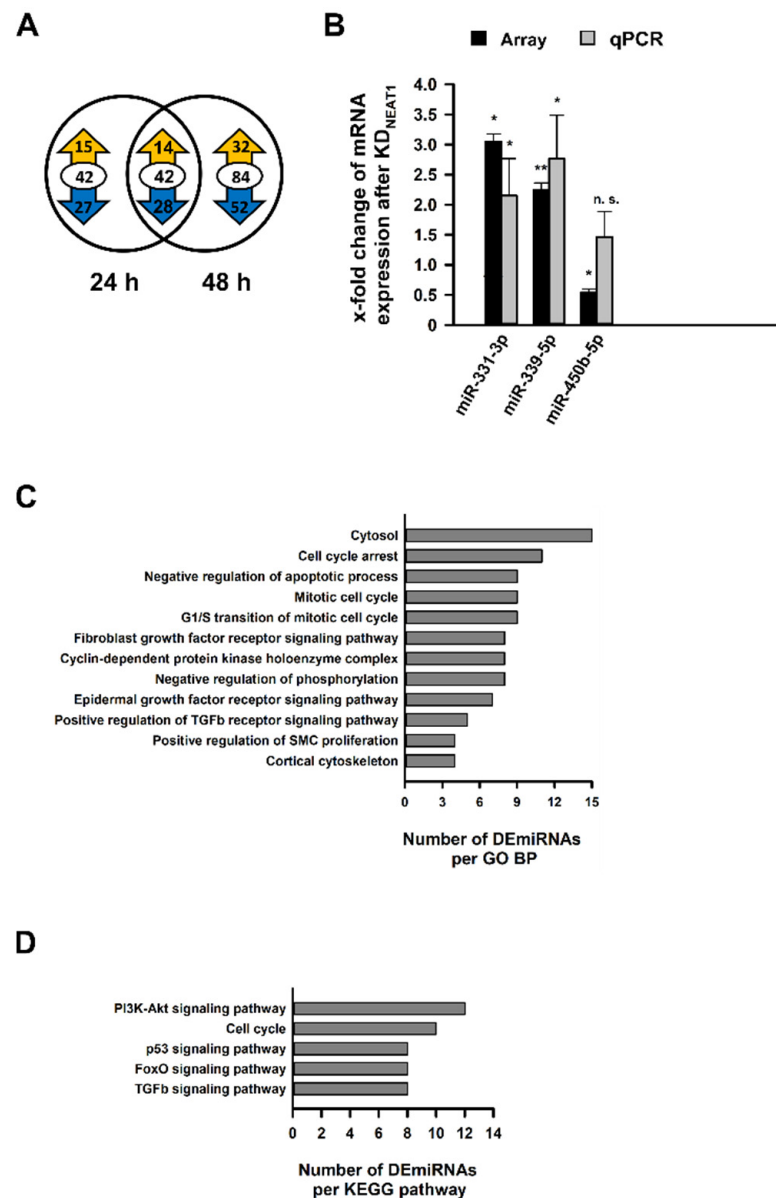 A
15 14 32
42 42 84
27 28 52
24 h 48 h
B
Array qPCR
x-fold change of mRNA
expression after KD_NEAT1
4.0
3.5
3.0
2.5
2.0
1.5
1.0
0.5
0
* * ** * * n. s.
miR-331-3p
miR-339-5p
miR-450b-5p
C
Cytosol
Cell cycle arrest
Negative regulation of apoptotic process
Mitotic cell cycle
G1/S transition of mitotic cell cycle
Fibroblast growth factor receptor signaling pathway
Cyclin-dependent protein kinase holoenzyme complex
Negative regulation of phosphorylation
Epidermal growth factor receptor signaling pathway
Positive regulation of TGFb receptor signaling pathway
Positive regulation of SMC proliferation
Cortical cytoskeleton
0 3 6 9 12 15
Number of DEmiRNAs
per GO BP
D
PI3K-Akt signaling pathway
Cell cycle
p53 signaling pathway
FoxO signaling pathway
TGFb signaling pathway
0 2 4 6 8 10 12 14
Number of DEmiRNAs
per KEGG pathway